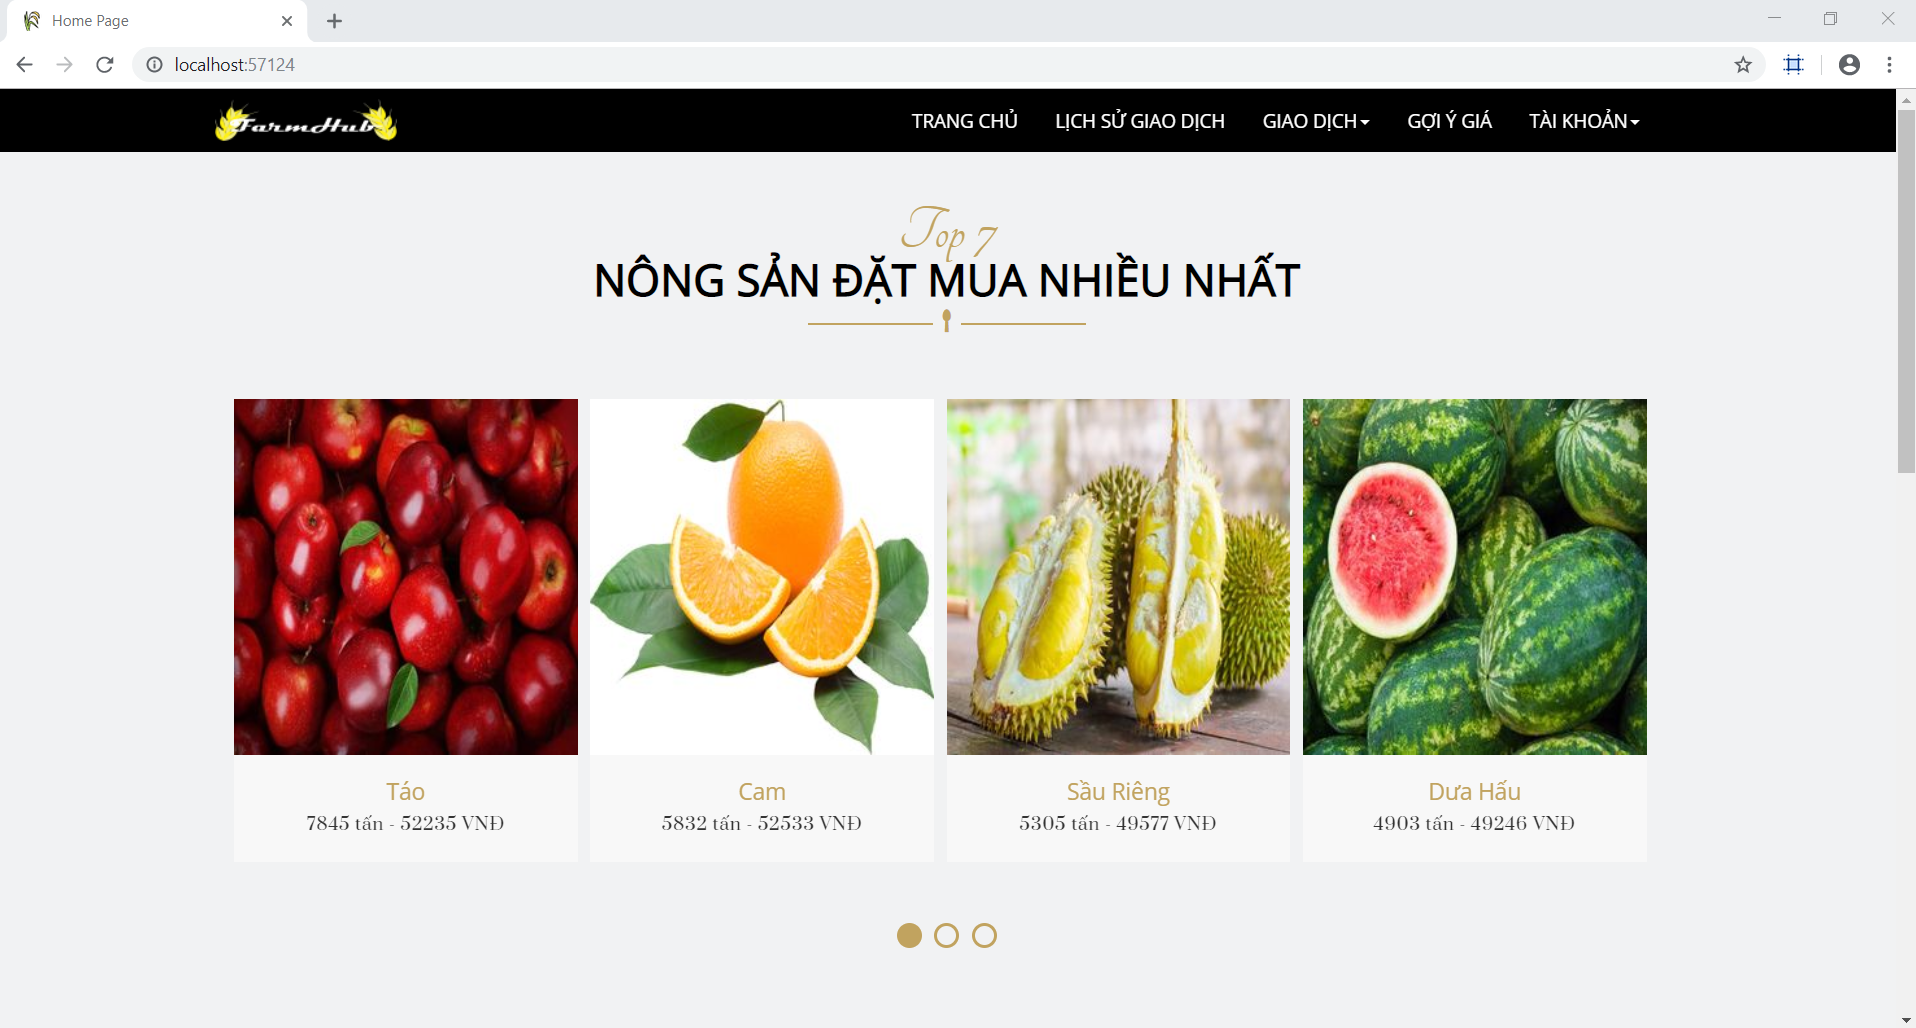 Home Page
localhost:57124
FarmHub TRANG CHỦ LỊCH SỬ GIAO DỊCH GIAO DỊCH GỢI Ý GIÁ TÀI KHOẢN
Top 7
NÔNG SẢN ĐẶT MUA NHIỀU NHẤT
Táo Cam Sầu Riêng Dưa Hấu
7845 tấn - 52235 VNĐ 5832 tấn - 52533 VNĐ 5305 tấn - 49577 VNĐ 4903 tấn - 49246 VNĐ